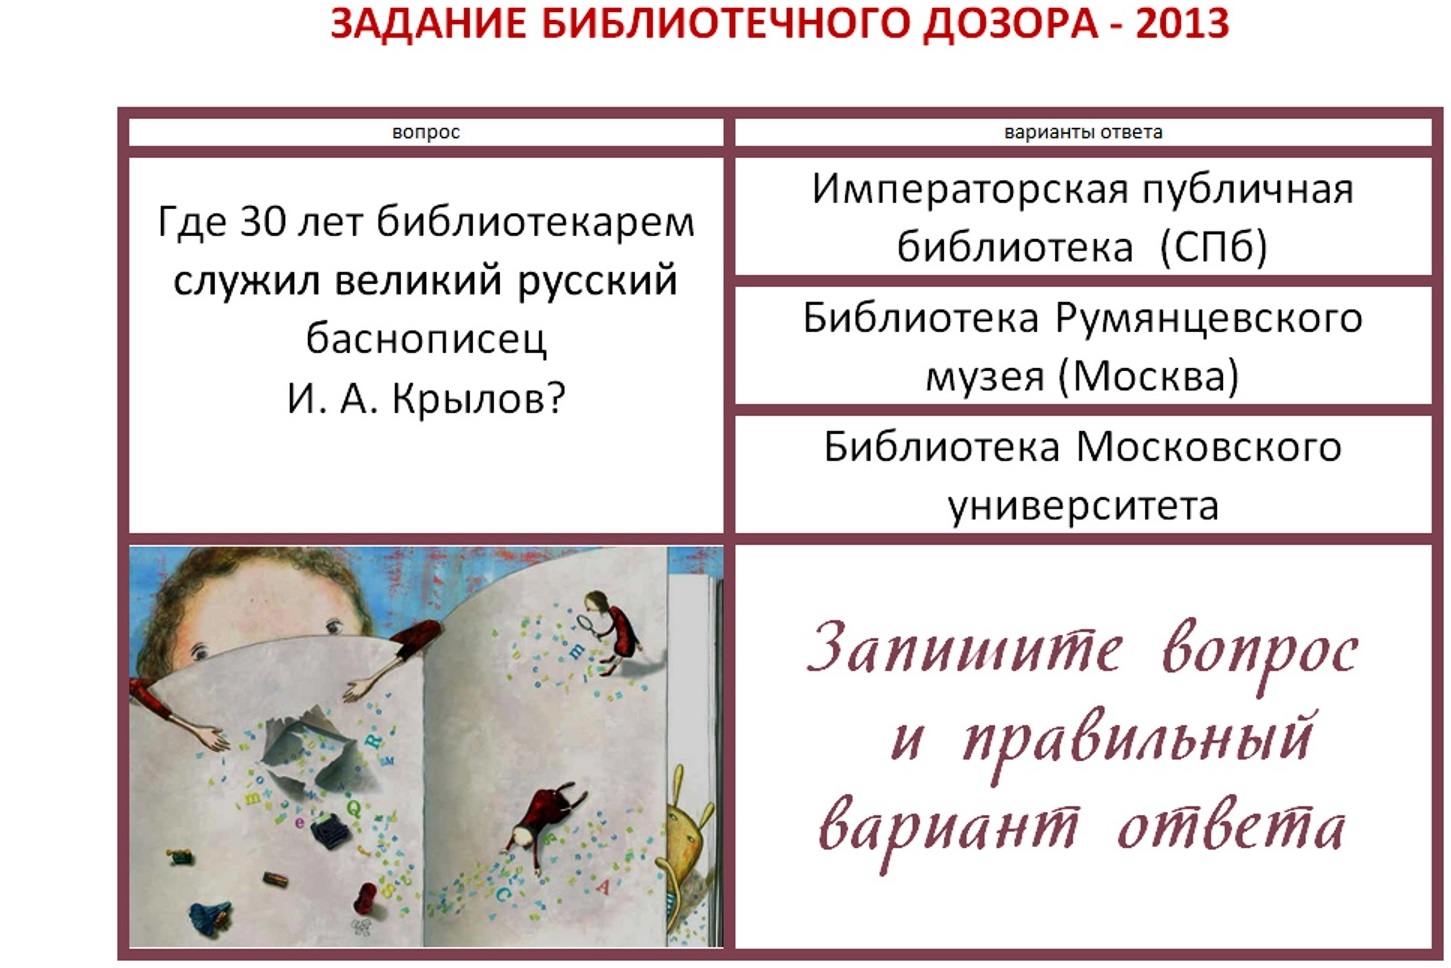 ЗАДАНИЕ БИБЛИОТЕЧНОГО ДОЗОРА - 2013
вопрос
варианты ответа
Где 30 лет библиотекарем
служил великий русский
баснописец
И. А. Крылов?
Императорская публичная
библиотека (СПб)
Библиотека Румянцевского
музея (Москва)
Библиотека Московского
университета
Запишите вопрос
и правильный
вариант ответа